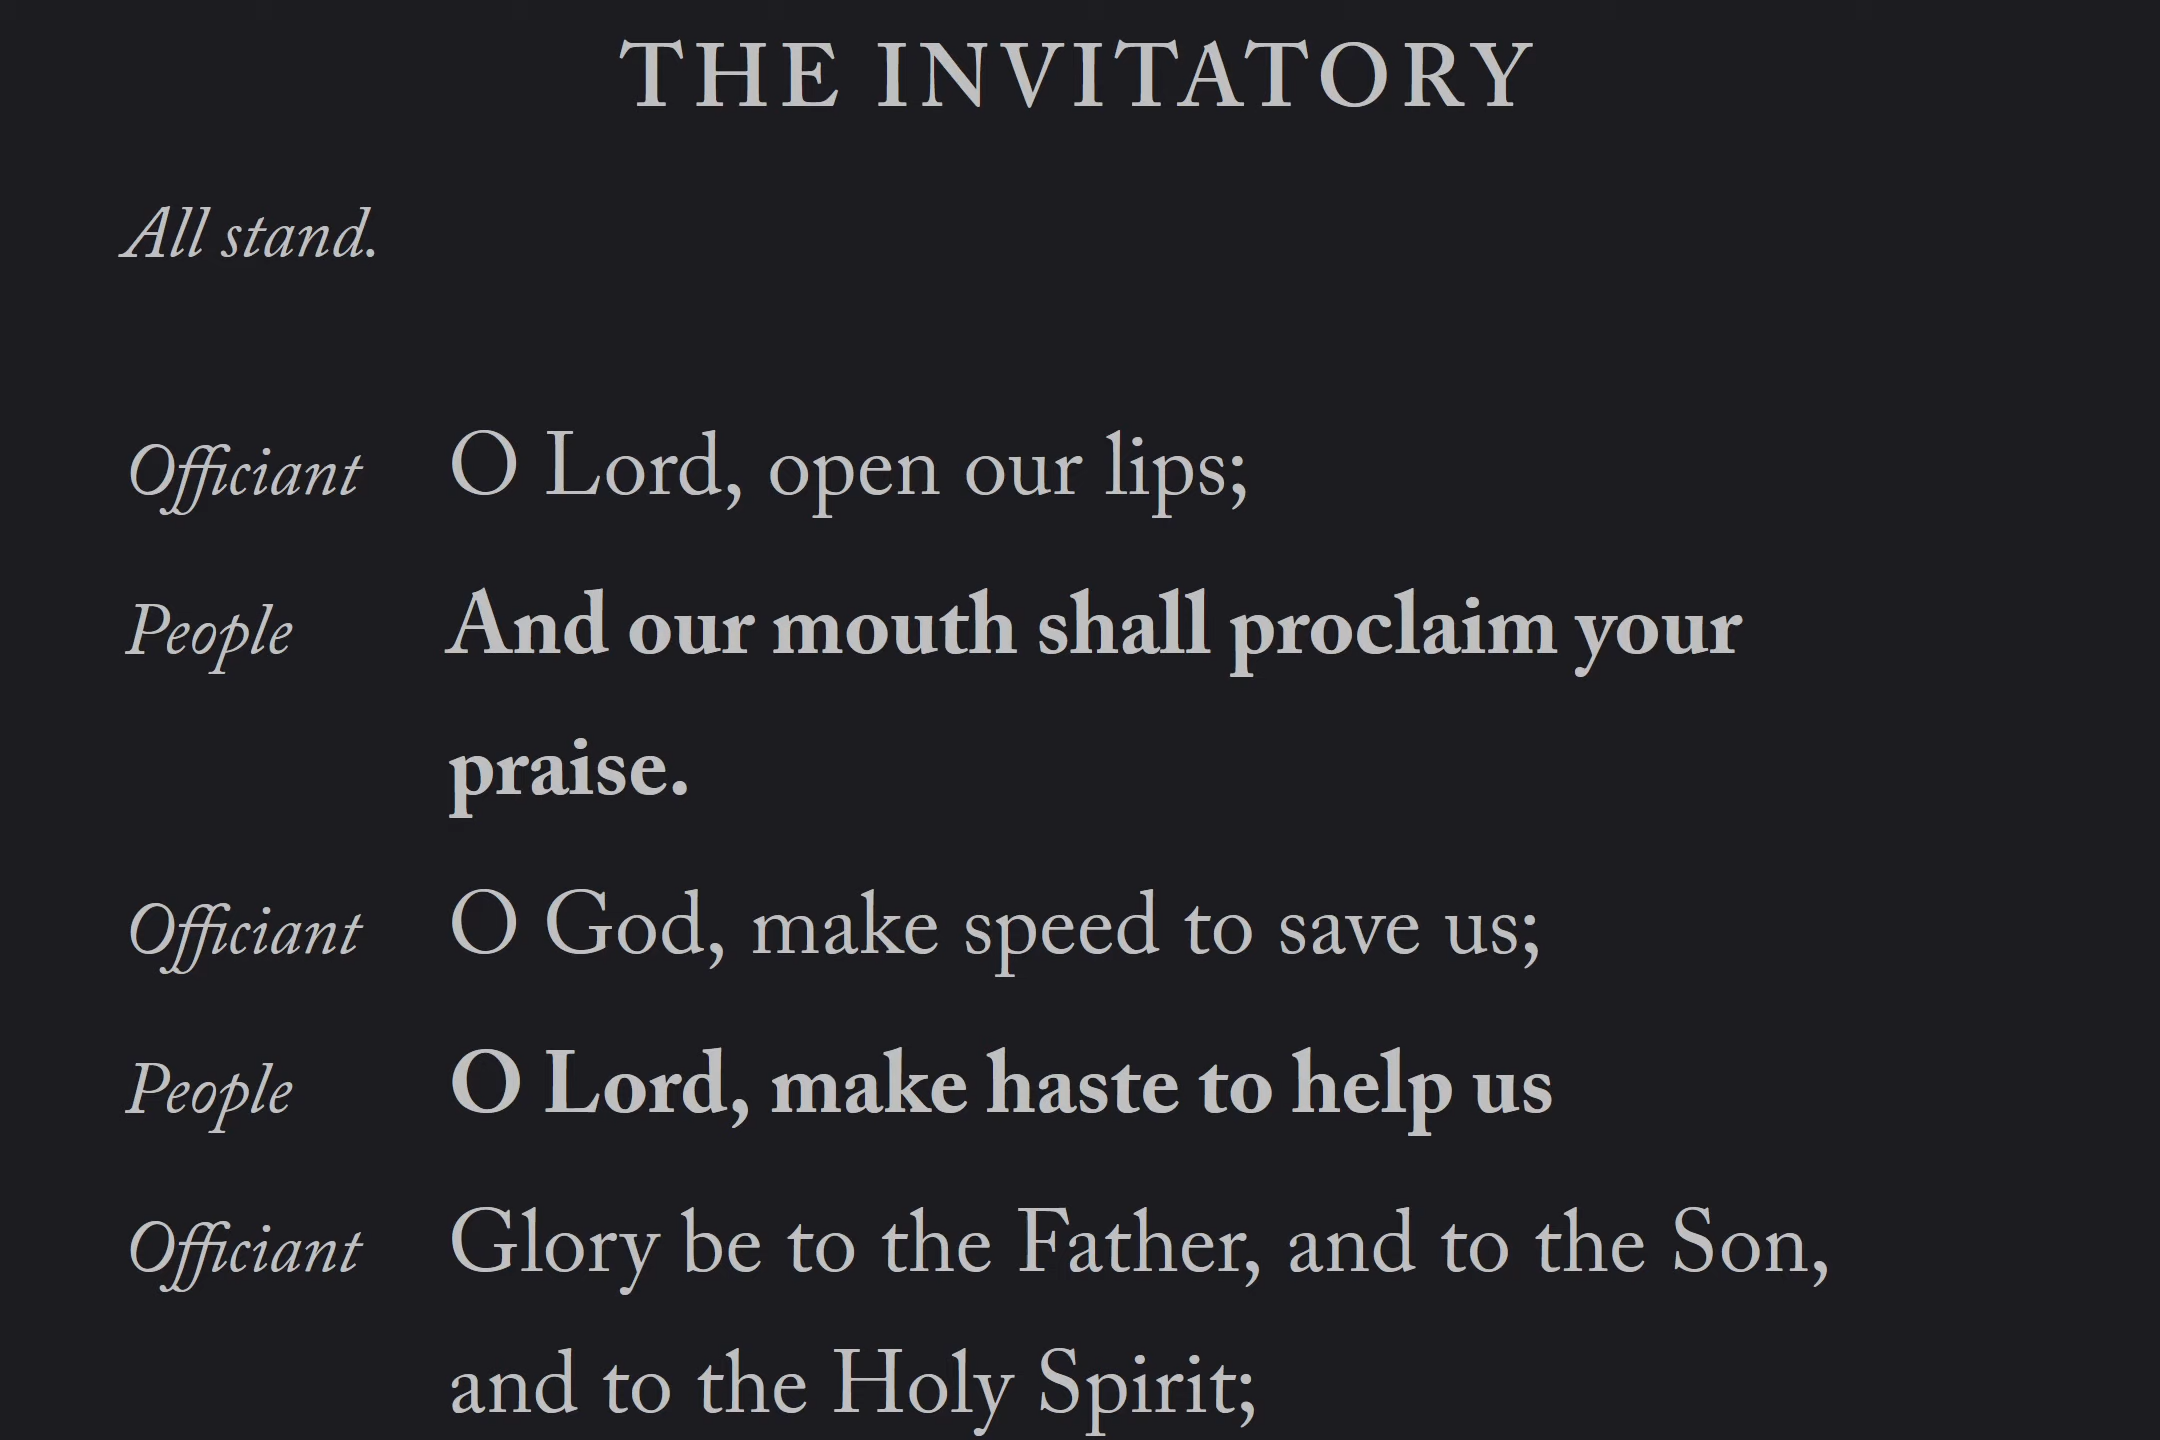 THE INVITATORY
All stand.
Officiant O Lord, open our lips;
People And our mouth shall proclaim your
praise.
Officiant O God, make speed to save us;
People O Lord, make haste to help us
Officiant Glory be to the Father, and to the Son,
and to the Holy Spirit;